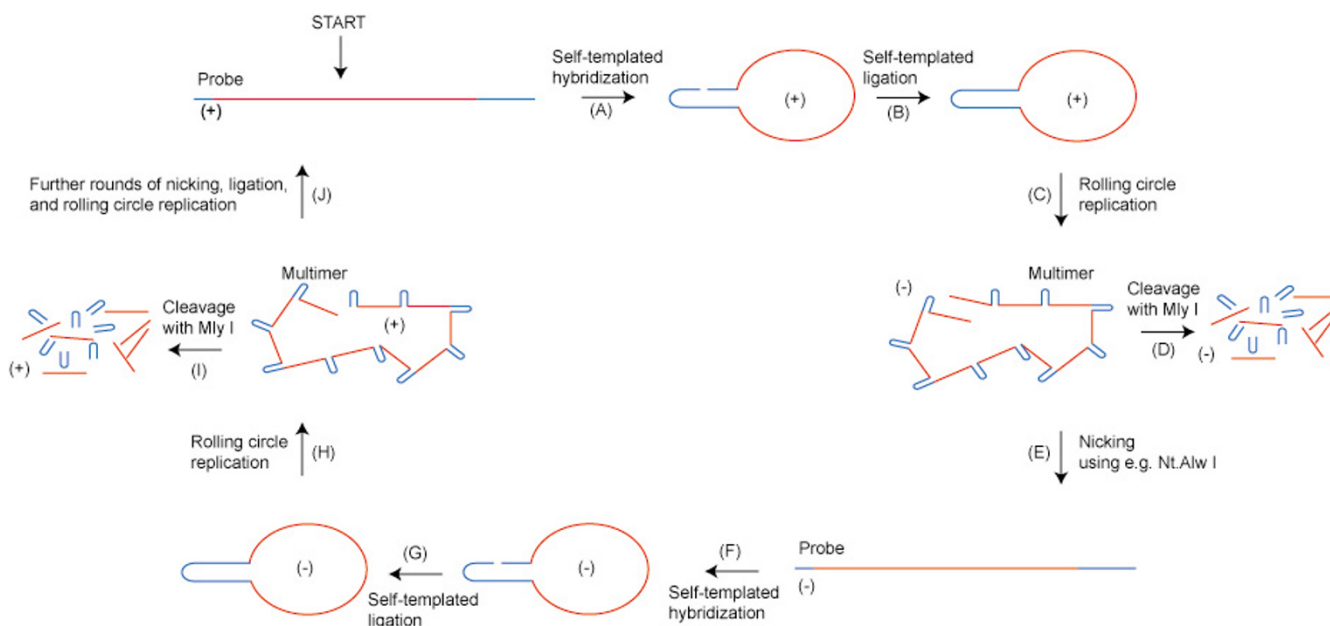 START
Probe
(+)
Self-templated
hybridization
(A)
(+)
Self-templated
ligation
(B)
(+)
(C)
Rolling circle
replication
Multimer
(-)
Cleavage
with Mly I
(D)
(-)
(E)
Nicking
using e.g. Nt.Alw I
Probe
(-)
(F)
Self-templated
hybridization
(-)
(G)
Self-templated
ligation
(-)
Rolling circle
replication
(H)
Multimer
(+)
Cleavage
with Mly I
(I)
(+)
Further rounds of nicking, ligation,
and rolling circle replication
(J)